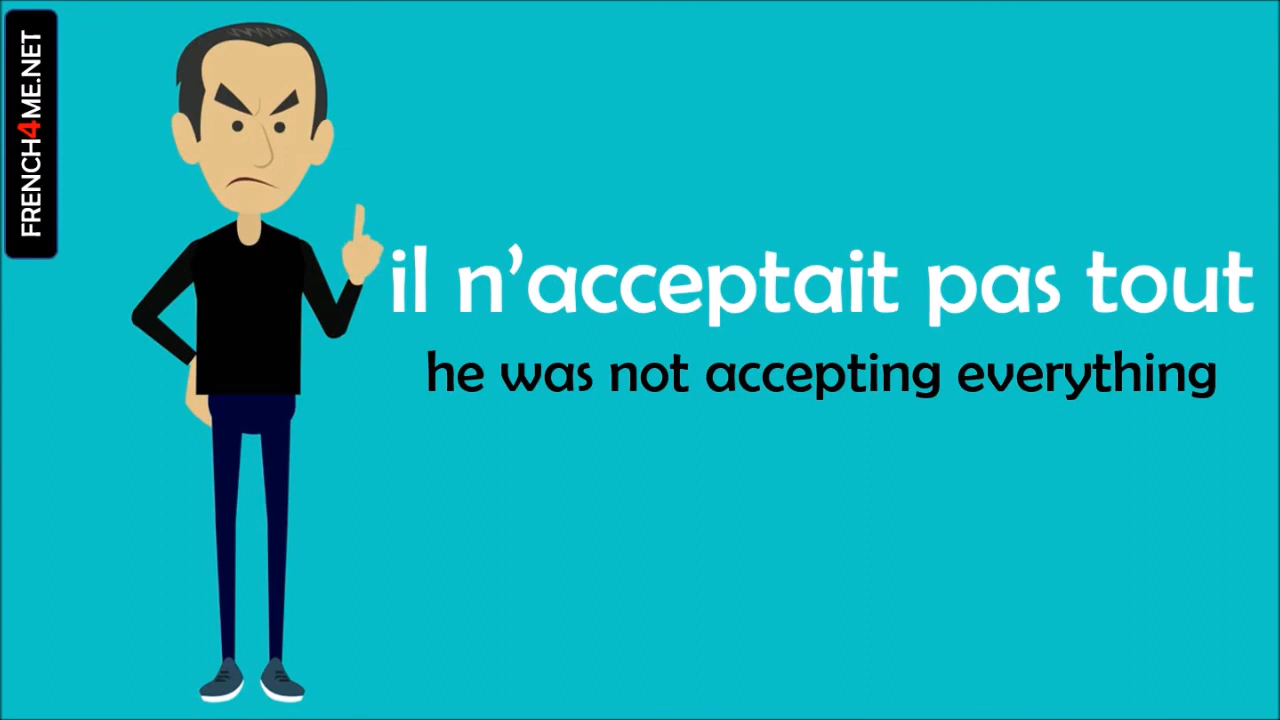 FRENCH4ME.NET
il n’acceptait pas tout
he was not accepting everything